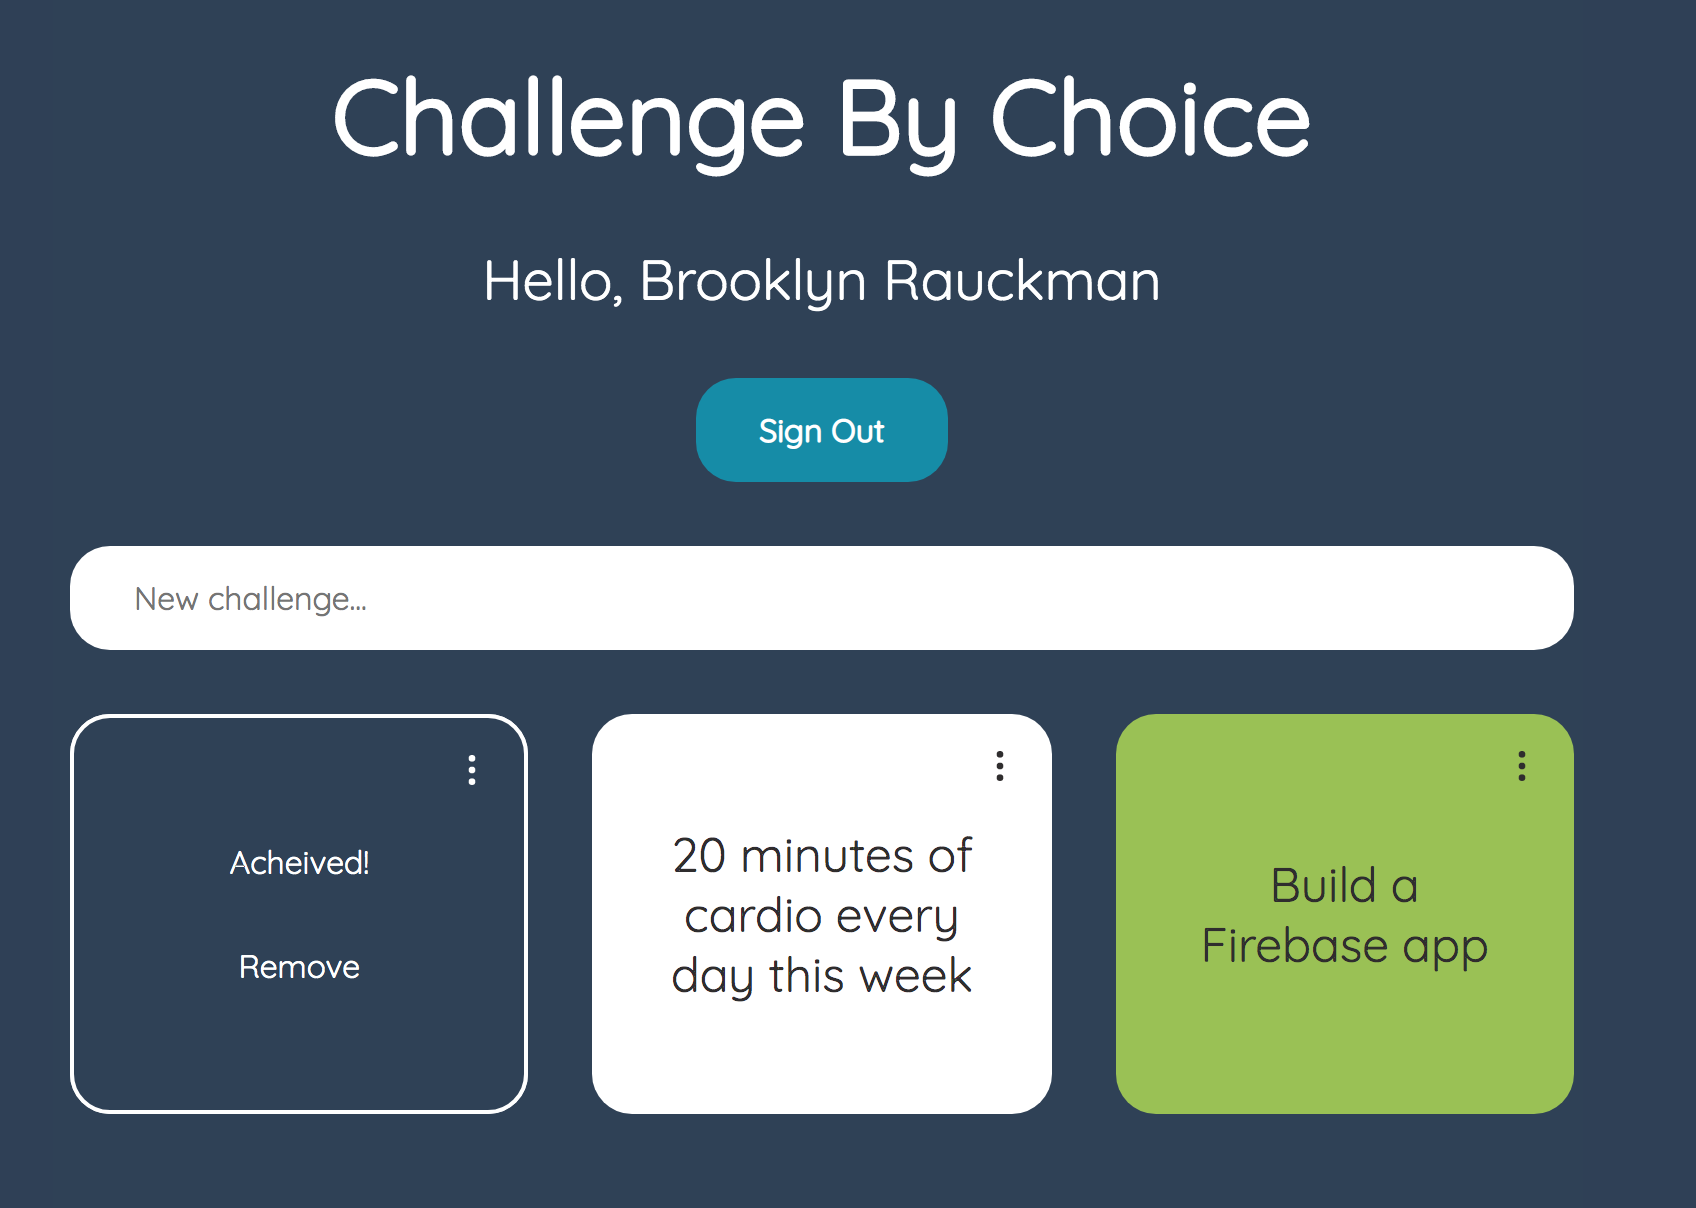 Challenge By Choice
Hello, Brooklyn Rauckman
Sign Out
New challenge...
Acheived!
Remove
20 minutes of
cardio every
day this week
Build a
Firebase app